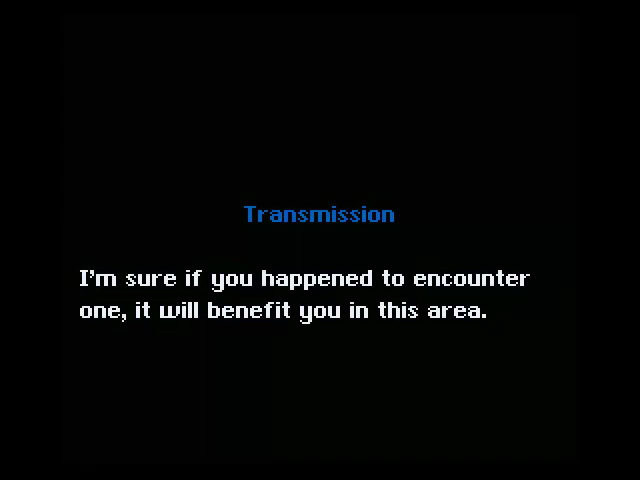 Transmission
I'm sure if you happened to encounter
one, it will benefit you in this area.